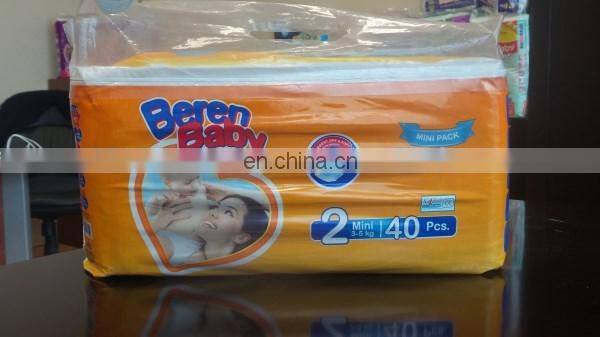 Beren
Baby
MINI PACK
en.china.cn
2 Mini
3-6 kg
40 Pcs.